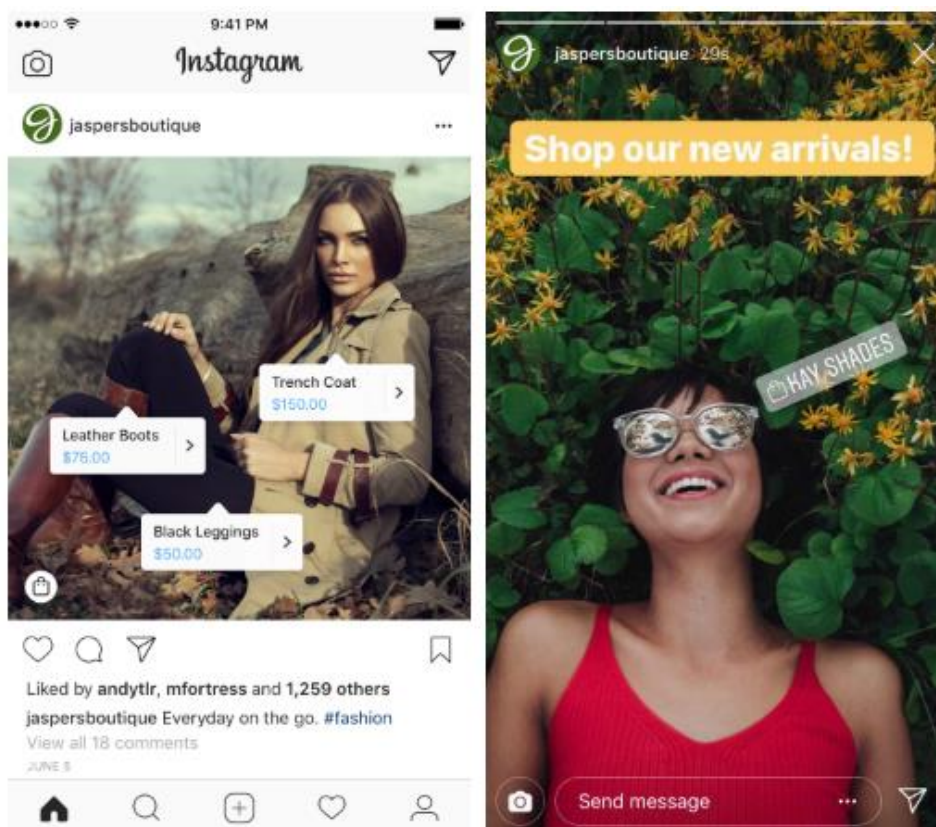 9:41 PM
Instagram
jaspersboutique
Trench Coat
$150.00
Leather Boots
$75.00
Black Leggings
$50.00
Liked by andytlr, mfortress and 1,259 others
jaspersboutique Everyday on the go. #fashion
View all 18 comments
JUNE 5
jaspersboutique 29s
Shop our new arrivals!
KAY SHADES
Send message